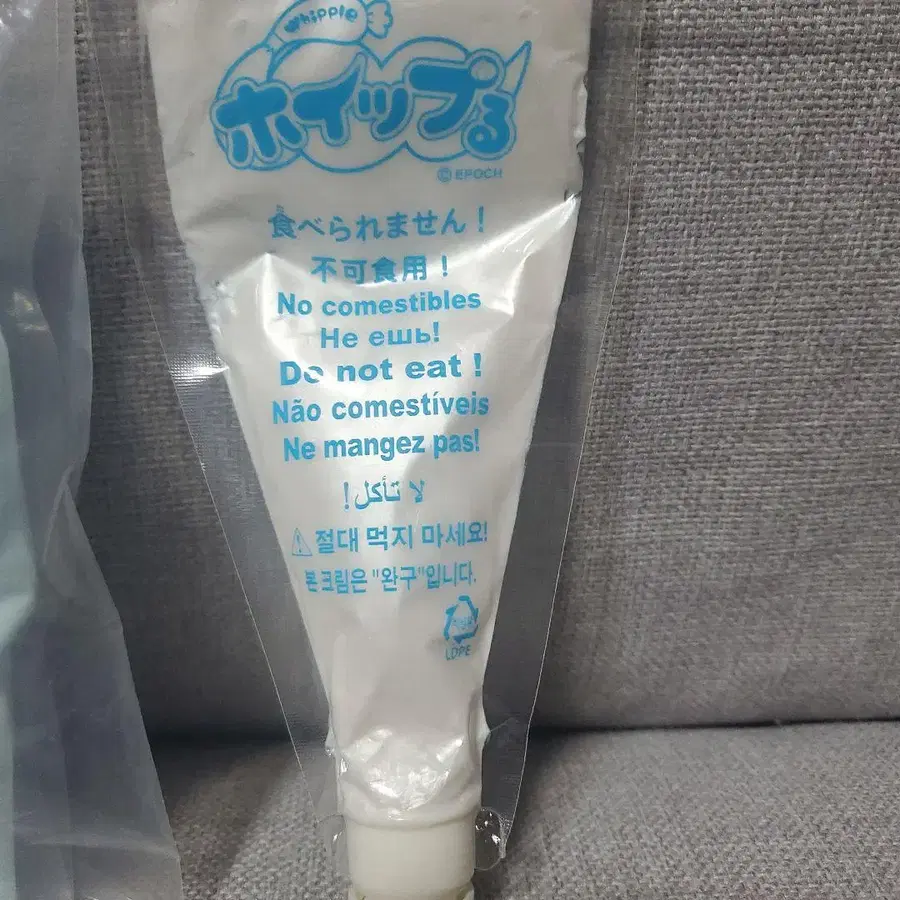 Whipple
ホイップる
© EPOCH
食べられません！
不可食用！
No comestibles
Не ешь!
Do not eat !
Não comestíveis
Ne mangez pas!
لا تأكل!
⚠절대 먹지 마세요!
본크림은 "완구"입니다.
LDPE